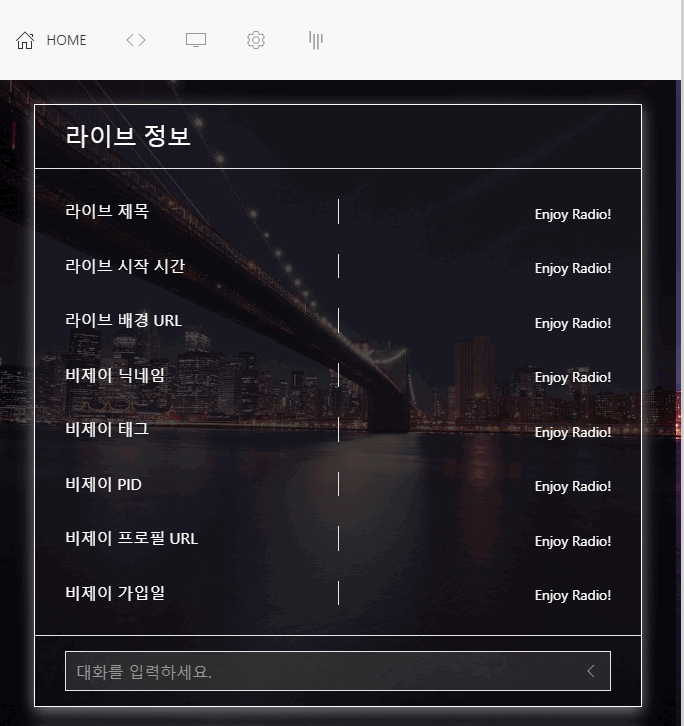 HOME
라이브 정보
라이브 제목 Enjoy Radio!
라이브 시작 시간 Enjoy Radio!
라이브 배경 URL Enjoy Radio!
비제이 닉네임 Enjoy Radio!
비제이 태그 Enjoy Radio!
비제이 PID Enjoy Radio!
비제이 프로필 URL Enjoy Radio!
비제이 가입일 Enjoy Radio!
대화를 입력하세요.